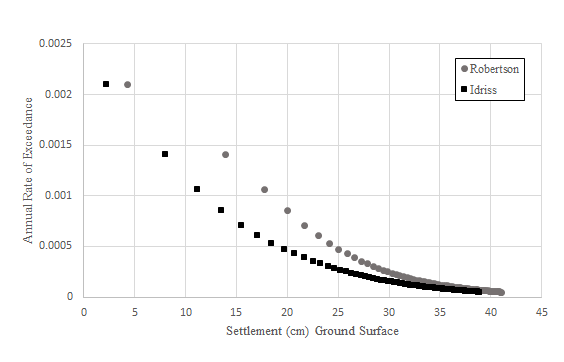 0.0025
0.002
0.0015
0.001
0.0005
0
Annual Rate of Exceedance
Robertson
Idriss
0 5 10 15 20 25 30 35 40 45
Settlement (cm) Ground Surface